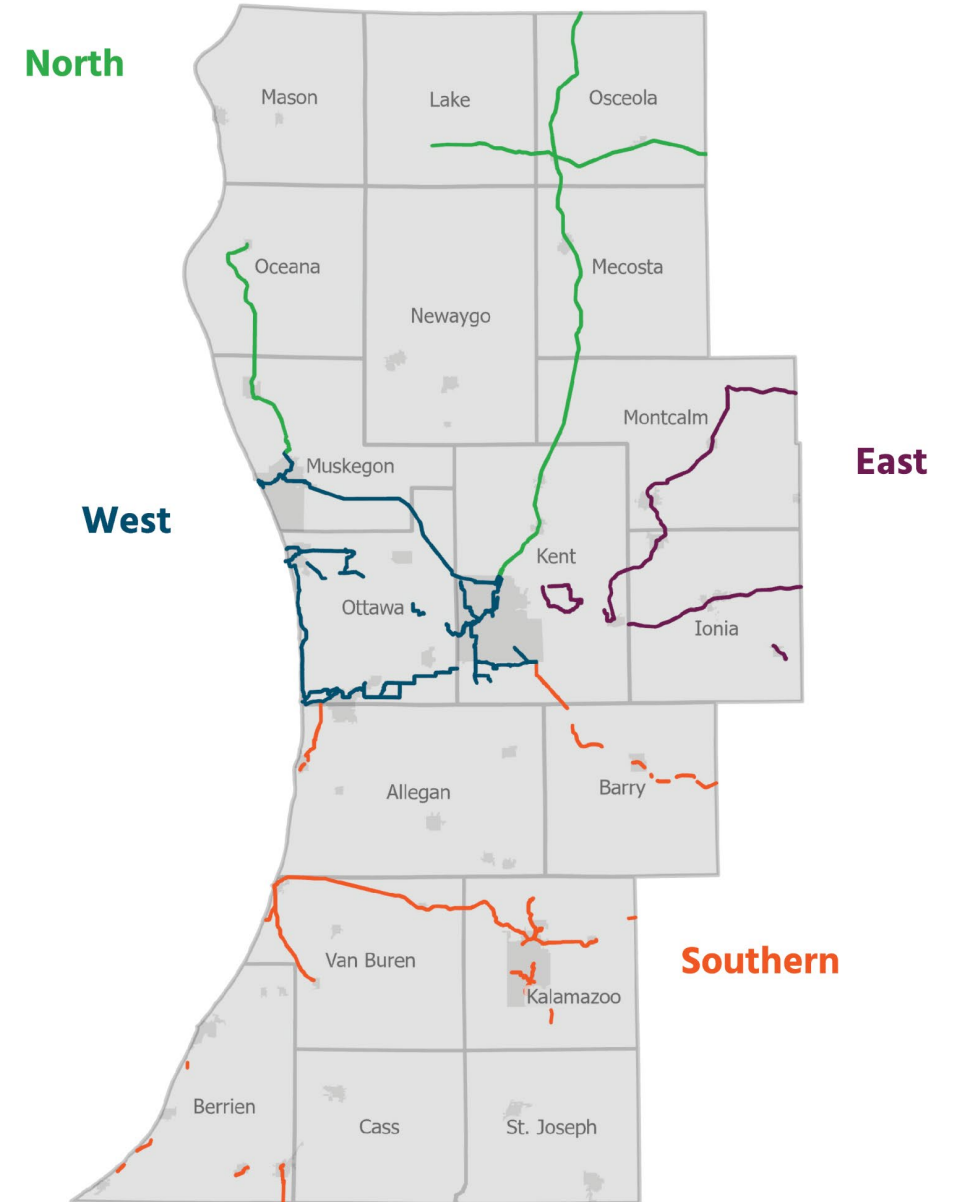 North
Mason
Lake
Osceola
Oceana
Mecosta
Newaygo
Montcalm
East
Muskegon
West
Kent
Ottawa
Ionia
Allegan
Barry
Southern
Van Buren
Kalamazoo
Berrien
Cass
St. Joseph